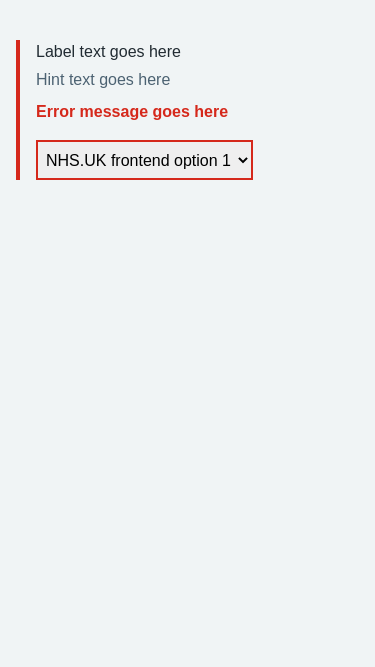 Label text goes here
Hint text goes here
Error message goes here
NHS.UK frontend option 1